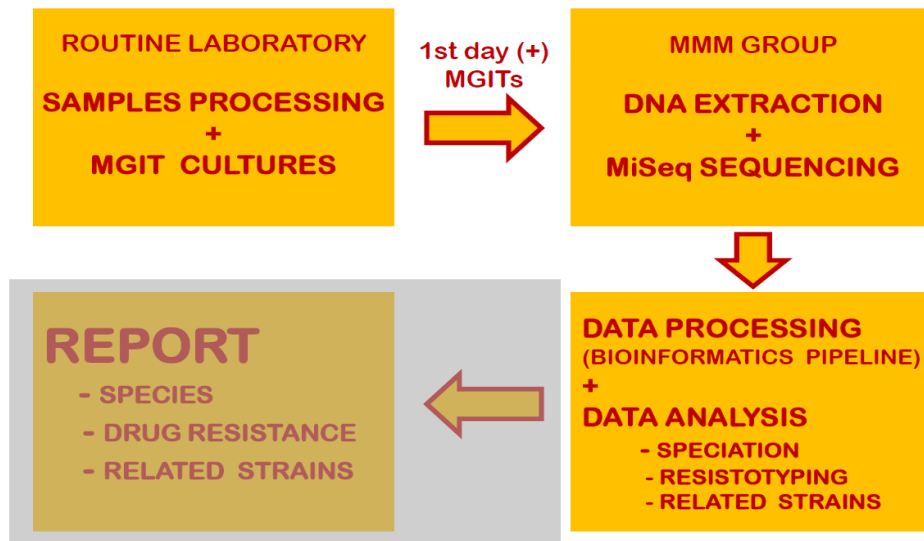 ROUTINE LABORATORY
SAMPLES PROCESSING
+
MGIT CULTURES
1st day (+)
MGITs
MMM GROUP
DNA EXTRACTION
+
MiSeq SEQUENCING
DATA PROCESSING
(BIOINFORMATICS PIPELINE)
+
DATA ANALYSIS
- SPECIATION
- RESISTOTYPING
- RELATED STRAINS
REPORT
- SPECIES
- DRUG RESISTANCE
- RELATED STRAINS